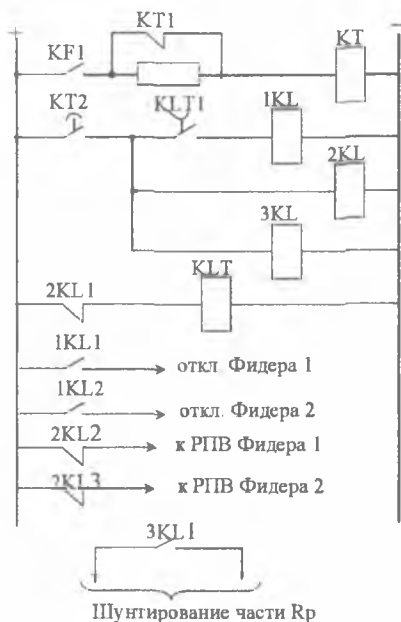 KT1
KF1
KT
KT2
KLT1
1KL
2KL
3KL
KLT
2KL1
1KL1
откл Фидера 1
1KL2
откл. Фидера 2
2KL2
к РПВ Фидера 1
2KL3
к РПВ Фидера 2
3KL1
Шунтирование части Rp